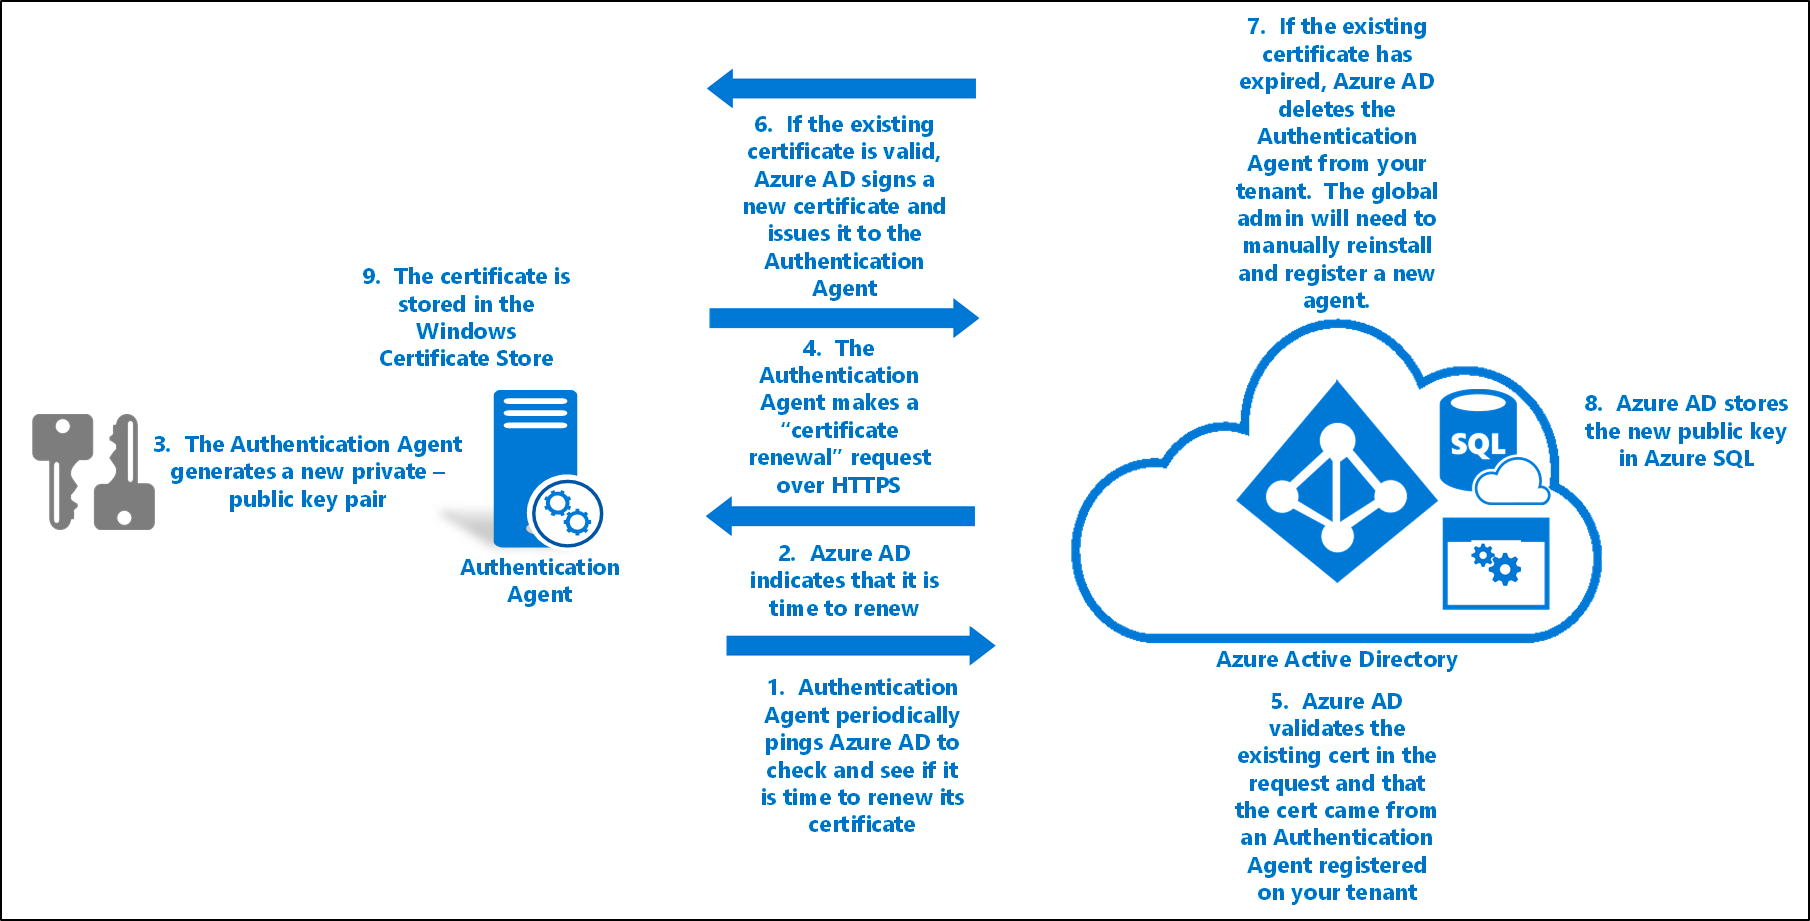 7. If the existing
certificate has
expired, Azure AD
deletes the
Authentication
Agent from your
tenant. The global
admin will need to
manually reinstall
and register a new
agent.
6. If the existing
certificate is valid,
Azure AD signs a
new certificate and
issues it to the
Authentication
Agent
9. The certificate is
stored in the
Windows
Certificate Store
4. The
Authentication
Agent makes a
“certificate
renewal” request
over HTTPS
3. The Authentication Agent
generates a new private –
public key pair
SQL
8. Azure AD stores
the new public key
in Azure SQL
Authentication
Agent
2. Azure AD
indicates that it is
time to renew
Azure Active Directory
1. Authentication
Agent periodically
pings Azure AD to
check and see if it
is time to renew its
certificate
5. Azure AD
validates the
existing cert in the
request and that
the cert came from
an Authentication
Agent registered
on your tenant